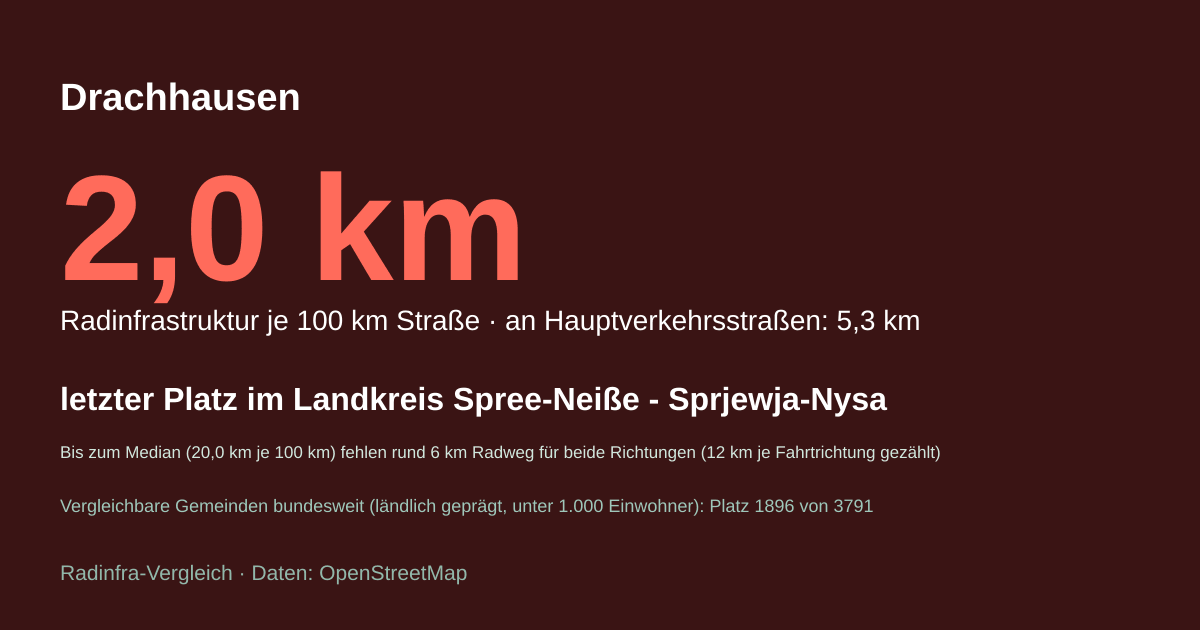 Drachhausen
2,0 km
Radinfrastruktur je 100 km Straße · an Hauptverkehrsstraßen: 5,3 km
letzter Platz im Landkreis Spree-Neiße - Sprjewja-Nysa
Bis zum Median (20,0 km je 100 km) fehlen rund 6 km Radweg für beide Richtungen (12 km je Fahrtrichtung gezählt)
Vergleichbare Gemeinden bundesweit (ländlich geprägt, unter 1.000 Einwohner): Platz 1896 von 3791
Radinfra-Vergleich · Daten: OpenStreetMap